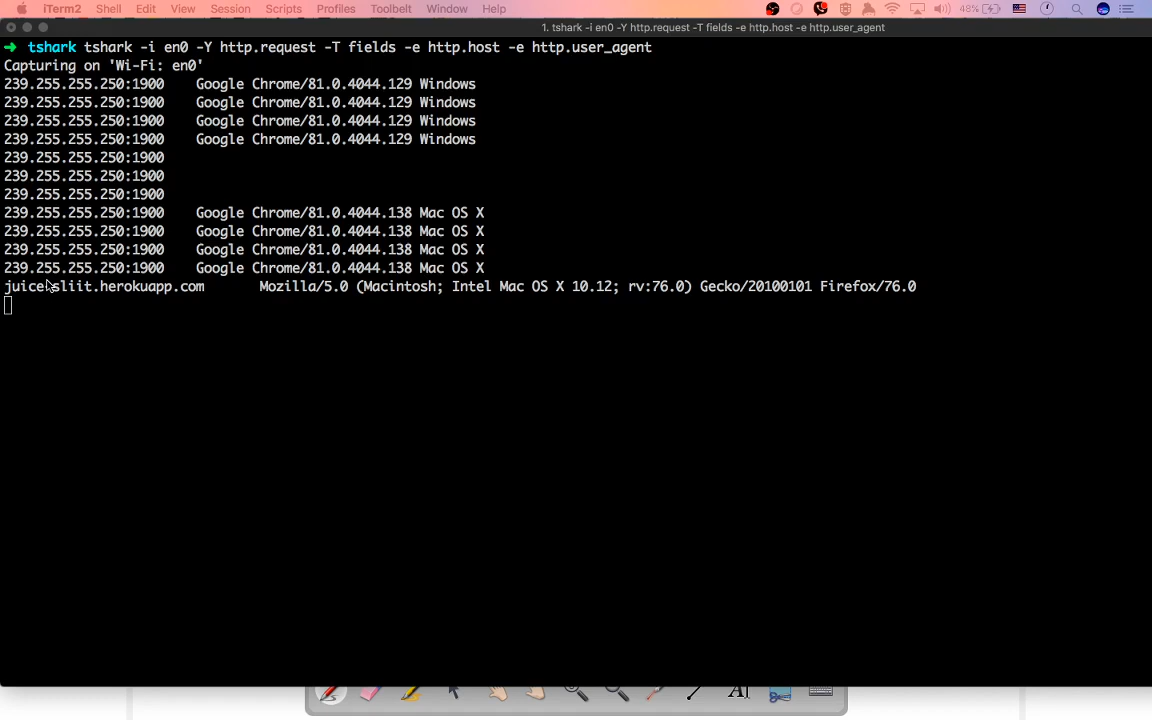 iTerm2 Shell Edit View Session Scripts Profiles Toolbelt Window Help 48%
1. tshark -i en0 -Y http.request -T fields -e http.host -e http.user_agent
➜ tshark tshark -i en0 -Y http.request -T fields -e http.host -e http.user_agent
Capturing on 'Wi-Fi: en0'
239.255.255.250:1900 Google Chrome/81.0.4044.129 Windows
239.255.255.250:1900 Google Chrome/81.0.4044.129 Windows
239.255.255.250:1900 Google Chrome/81.0.4044.129 Windows
239.255.255.250:1900 Google Chrome/81.0.4044.129 Windows
239.255.255.250:1900
239.255.255.250:1900
239.255.255.250:1900
239.255.255.250:1900 Google Chrome/81.0.4044.138 Mac OS X
239.255.255.250:1900 Google Chrome/81.0.4044.138 Mac OS X
239.255.255.250:1900 Google Chrome/81.0.4044.138 Mac OS X
239.255.255.250:1900 Google Chrome/81.0.4044.138 Mac OS X
Mozilla/5.0 (Macintosh; Intel Mac OS X 10.12; rv:76.0) Gecko/20100101 Firefox/76.0